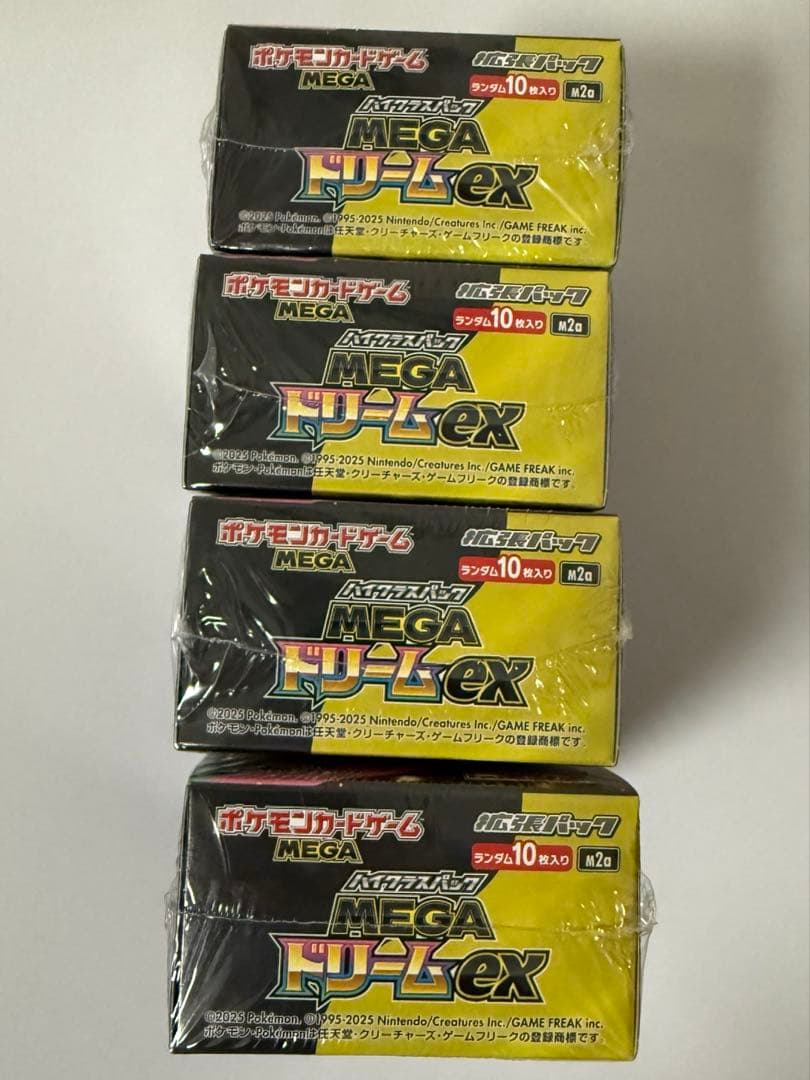 ポケモンカードゲーム 拡張パック
MEGA ランダム10枚入り M2a
ハイクラスパック
MEGA
ドリームex
©2025 Pokémon. ©1995-2025 Nintendo/Creatures Inc./GAME FREAK inc.
ポケモン・Pokémonは任天堂・クリーチャーズ・ゲームフリークの登録商標です。
ポケモンカードゲーム 拡張パック
MEGA ランダム10枚入り M2a
ハイクラスパック
MEGA
ドリームex
©2025 Pokémon. ©1995-2025 Nintendo/Creatures Inc./GAME FREAK inc.
ポケモン・Pokémonは任天堂・クリーチャーズ・ゲームフリークの登録商標です。
ポケモンカードゲーム 拡張パック
MEGA ランダム10枚入り M2a
ハイクラスパック
MEGA
ドリームex
©2025 Pokémon. ©1995-2025 Nintendo/Creatures Inc./GAME FREAK inc.
ポケモン・Pokémonは任天堂・クリーチャーズ・ゲームフリークの登録商標です。
ポケモンカードゲーム 拡張パック
MEGA ランダム10枚入り M2a
ハイクラスパック
MEGA
ドリームex
©2025 Pokémon. ©1995-2025 Nintendo/Creatures Inc./GAME FREAK inc.
ポケモン・Pokémonは任天堂・クリーチャーズ・ゲームフリークの登録商標です。